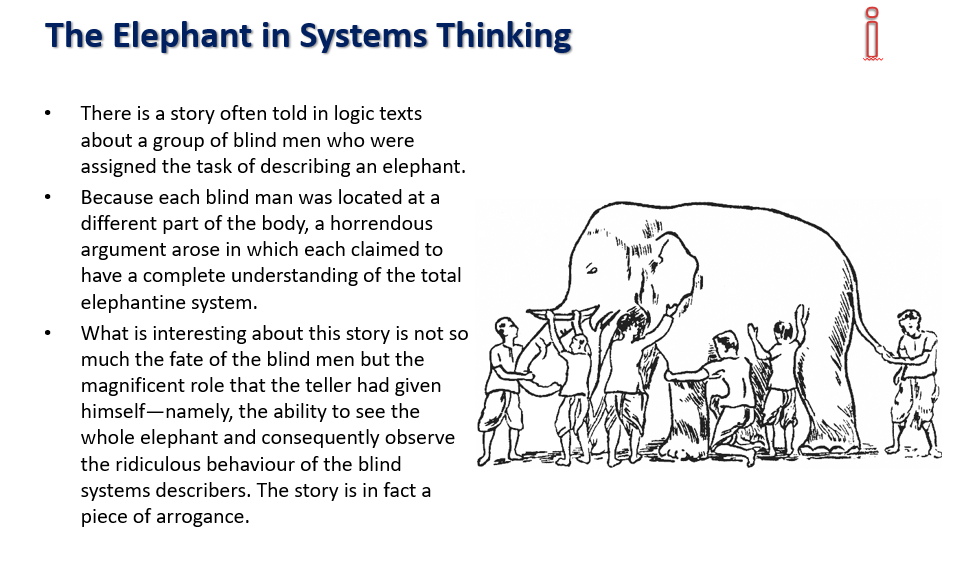 The Elephant in Systems Thinking
i
• There is a story often told in logic texts
about a group of blind men who were
assigned the task of describing an elephant.
• Because each blind man was located at a
different part of the body, a horrendous
argument arose in which each claimed to
have a complete understanding of the total
elephantine system.
• What is interesting about this story is not so
much the fate of the blind men but the
magnificent role that the teller had given
himself—namely, the ability to see the
whole elephant and consequently observe
the ridiculous behaviour of the blind
systems describers. The story is in fact a
piece of arrogance.